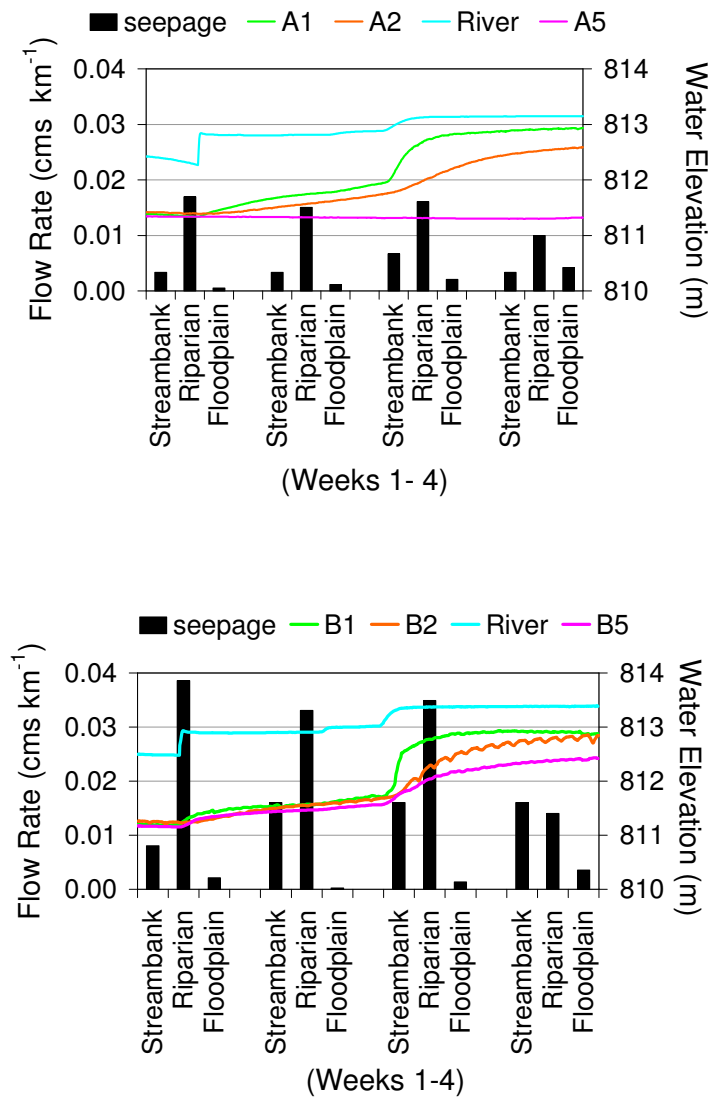 seepage A1 A2 River A5
0.04 814
0.03 813
0.02 812
0.01 811
0.00 810
Flow Rate (cms km-1)
Water Elevation (m)
Streambank Riparian Floodplain Streambank Riparian Floodplain Streambank Riparian Floodplain Streambank Riparian Floodplain
(Weeks 1- 4)
seepage B1 B2 River B5
0.04 814
0.03 813
0.02 812
0.01 811
0.00 810
Flow Rate (cms km-1)
Water Elevation (m)
Streambank Riparian Floodplain Streambank Riparian Floodplain Streambank Riparian Floodplain Streambank Riparian Floodplain
(Weeks 1-4)